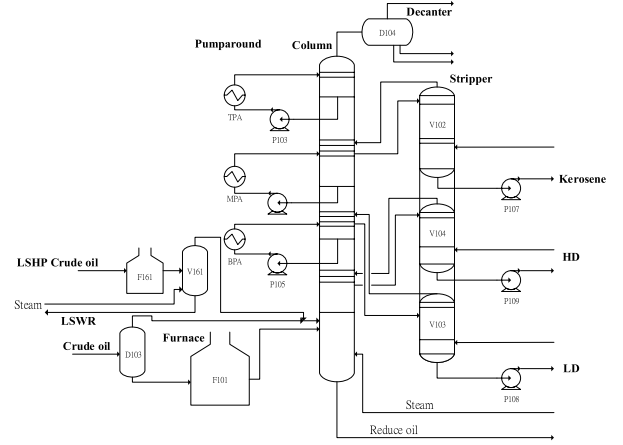 Decanter
D104
Pumparound
Column
Stripper
TPA
P103
V102
Kerosene
P107
MPA
V104
LSHP Crude oil
F161
V161
BPA
P105
HD
P109
Steam
LSWR
Crude oil
D103
Furnace
F101
V103
LD
P108
Steam
Reduce oil